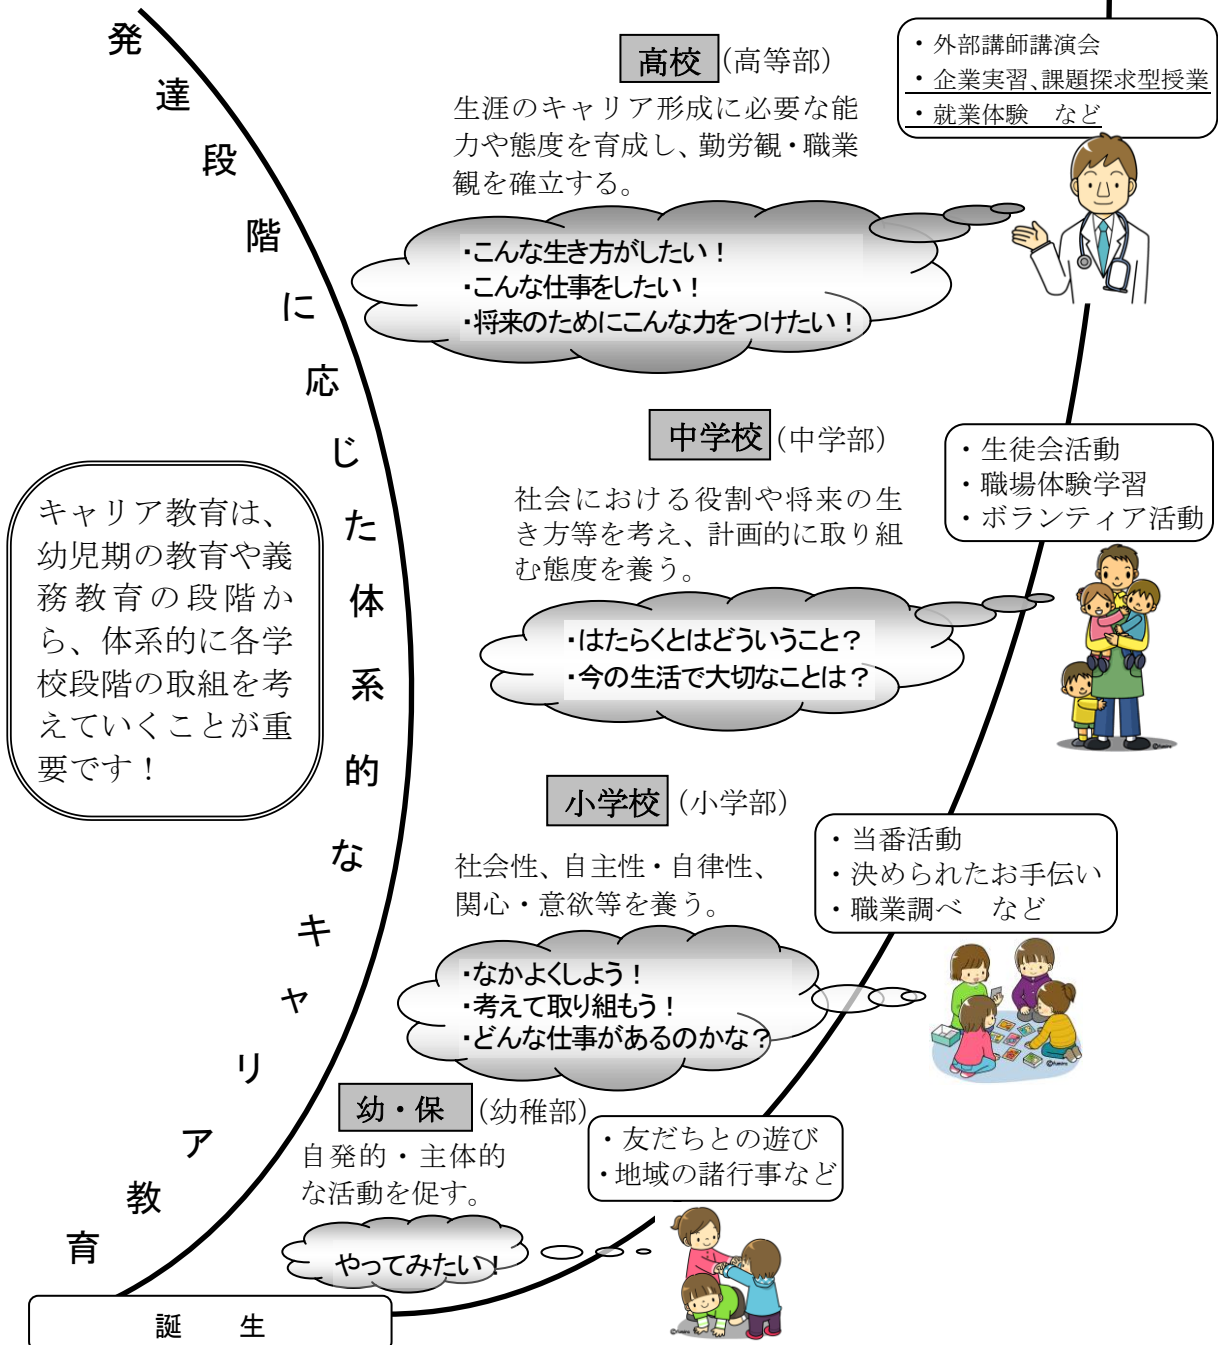 発達段階に応じた体系的なキャリア教育
高校 (高等部)
生涯のキャリア形成に必要な能
力や態度を育成し、勤労観・職業
観を確立する。
・外部講師講演会
・企業実習、課題探求型授業
・就業体験　など
・こんな生き方がしたい！
・こんな仕事をしたい！
・将来のためにこんな力をつけたい！
中学校 (中学部)
社会における役割や将来の生
き方等を考え、計画的に取り組
む態度を養う。
・生徒会活動
・職場体験学習
・ボランティア活動
・はたらくとはどういうこと？
・今の生活で大切なことは？
キャリア教育は、
幼児期の教育や義
務教育の段階か
ら、体系的に各学
校段階の取組を考
えていくことが重
要です！
小学校 (小学部)
社会性、自主性・自律性、
関心・意欲等を養う。
・当番活動
・決められたお手伝い
・職業調べ　など
・なかよくしよう！
・考えて取り組もう！
・どんな仕事があるのかな？
幼・保 (幼稚部)
自発的・主体的
な活動を促す。
・友だちとの遊び
・地域の諸行事など
やってみたい！
誕　生